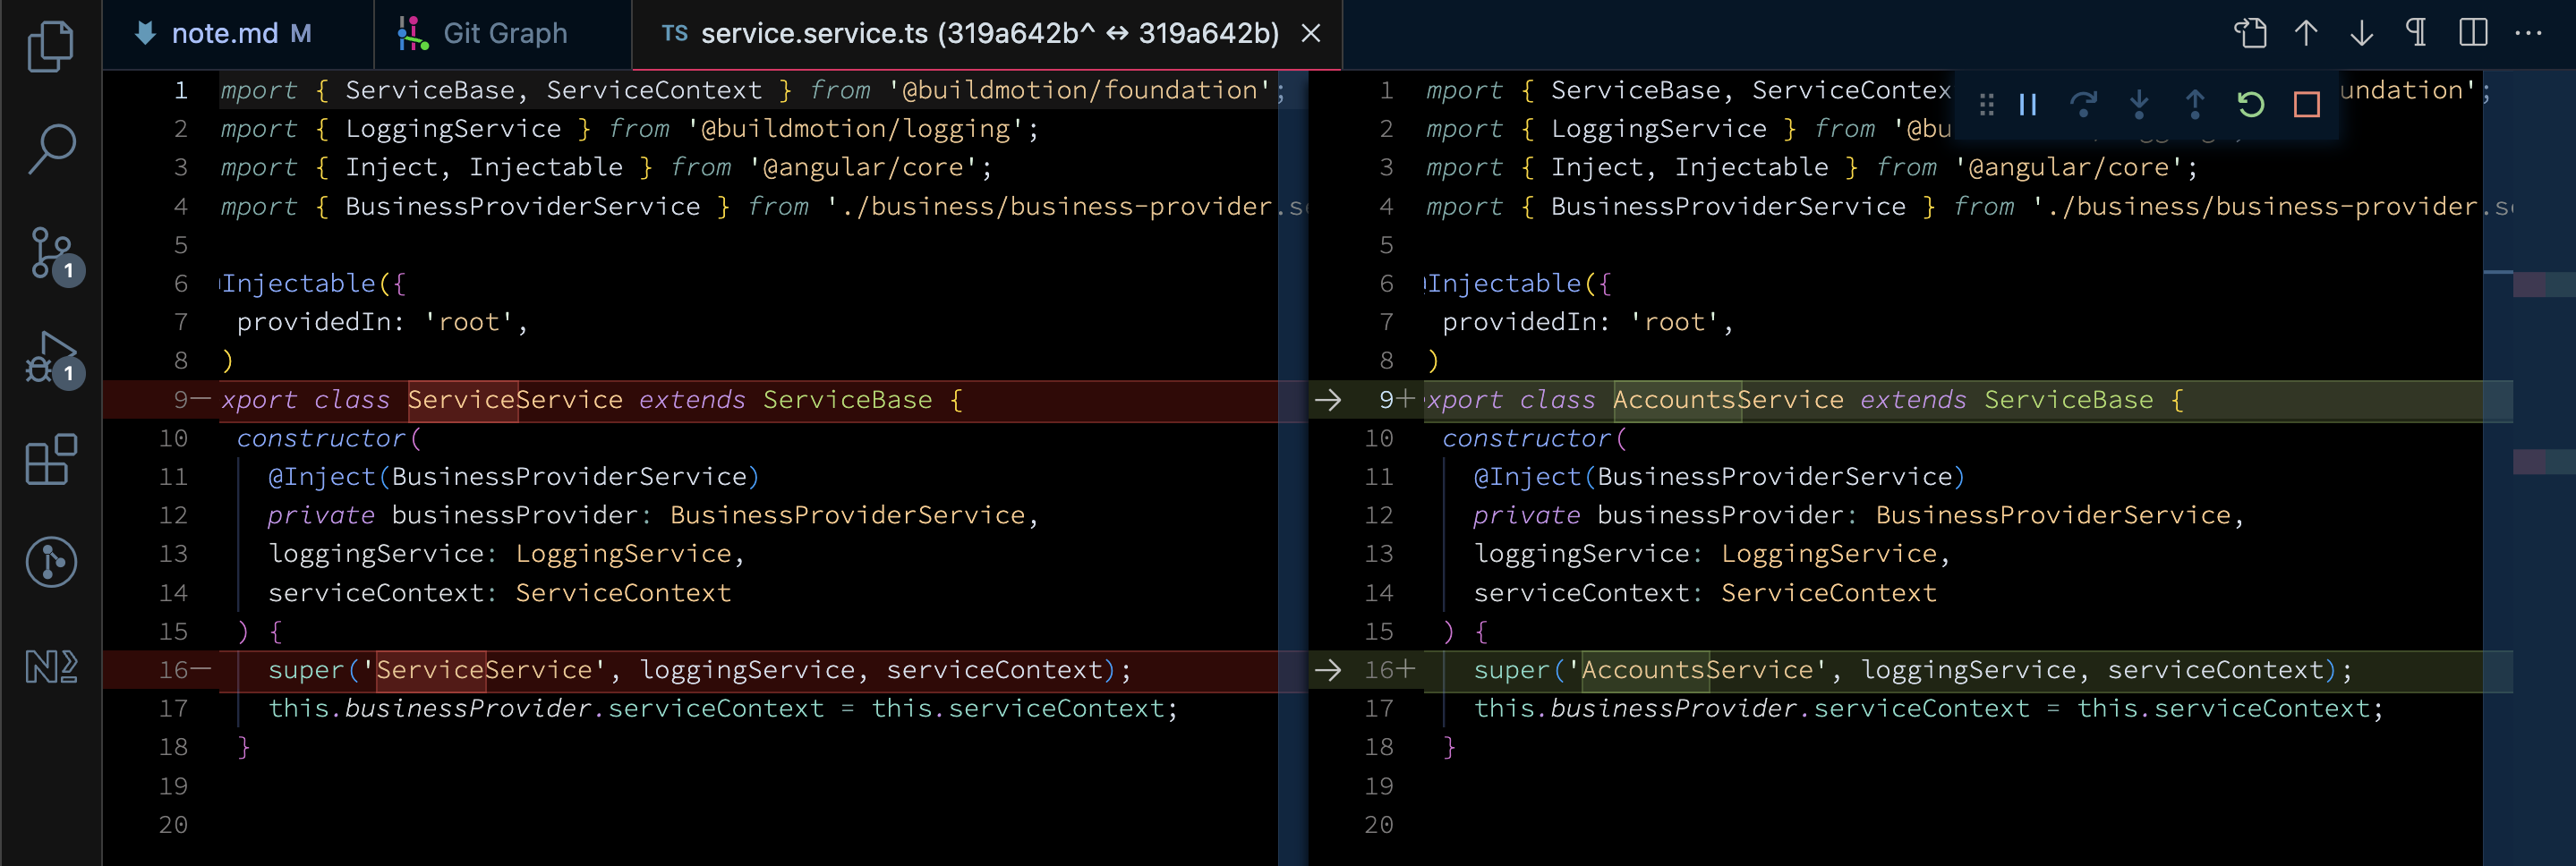 note.md M
Git Graph
TS service.service.ts (319a642b^ ↔ 319a642b)
1 mport { ServiceBase, ServiceContext } from '@buildmotion/foundation';
2 mport { LoggingService } from '@buildmotion/logging';
3 mport { Inject, Injectable } from '@angular/core';
4 mport { BusinessProviderService } from './business/business-provider.s
5
6 Injectable({
7 providedIn: 'root',
8 )
9 — xport class ServiceService extends ServiceBase {
10 constructor(
11 @Inject(BusinessProviderService)
12 private businessProvider: BusinessProviderService,
13 loggingService: LoggingService,
14 serviceContext: ServiceContext
15 ) {
16 — super('ServiceService', loggingService, serviceContext);
17 this.businessProvider.serviceContext = this.serviceContext;
18 }
19
20
1 mport { ServiceBase, ServiceContex undation';
2 mport { LoggingService } from '@bu
3 mport { Inject, Injectable } from '@angular/core';
4 mport { BusinessProviderService } from './business/business-provider.s
5
6 Injectable({
7 providedIn: 'root',
8 )
9 + xport class AccountsService extends ServiceBase {
10 constructor(
11 @Inject(BusinessProviderService)
12 private businessProvider: BusinessProviderService,
13 loggingService: LoggingService,
14 serviceContext: ServiceContext
15 ) {
16 + super('AccountsService', loggingService, serviceContext);
17 this.businessProvider.serviceContext = this.serviceContext;
18 }
19
20
1
1